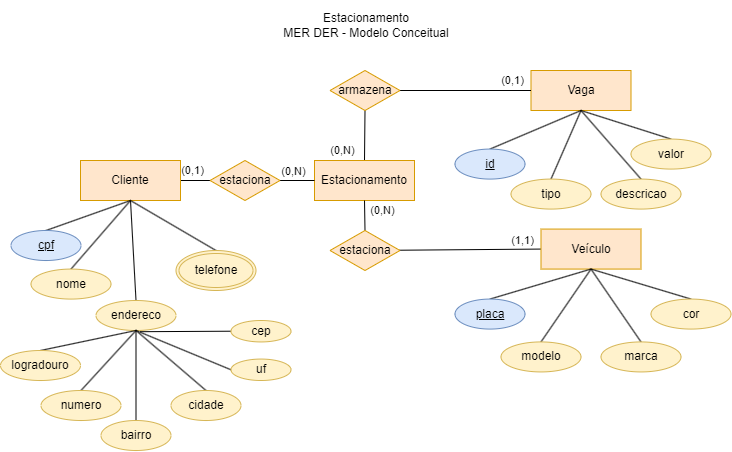 Estacionamento
MER DER - Modelo Conceitual
armazena
(0,1)
Vaga
(0,N)
id
tipo
descricao
valor
Cliente
(0,1)
estaciona
(0,N)
Estacionamento
(0,N)
estaciona
(1,1)
Veículo
cpf
nome
endereco
telefone
placa
modelo
marca
cor
logradouro
numero
bairro
cidade
uf
cep